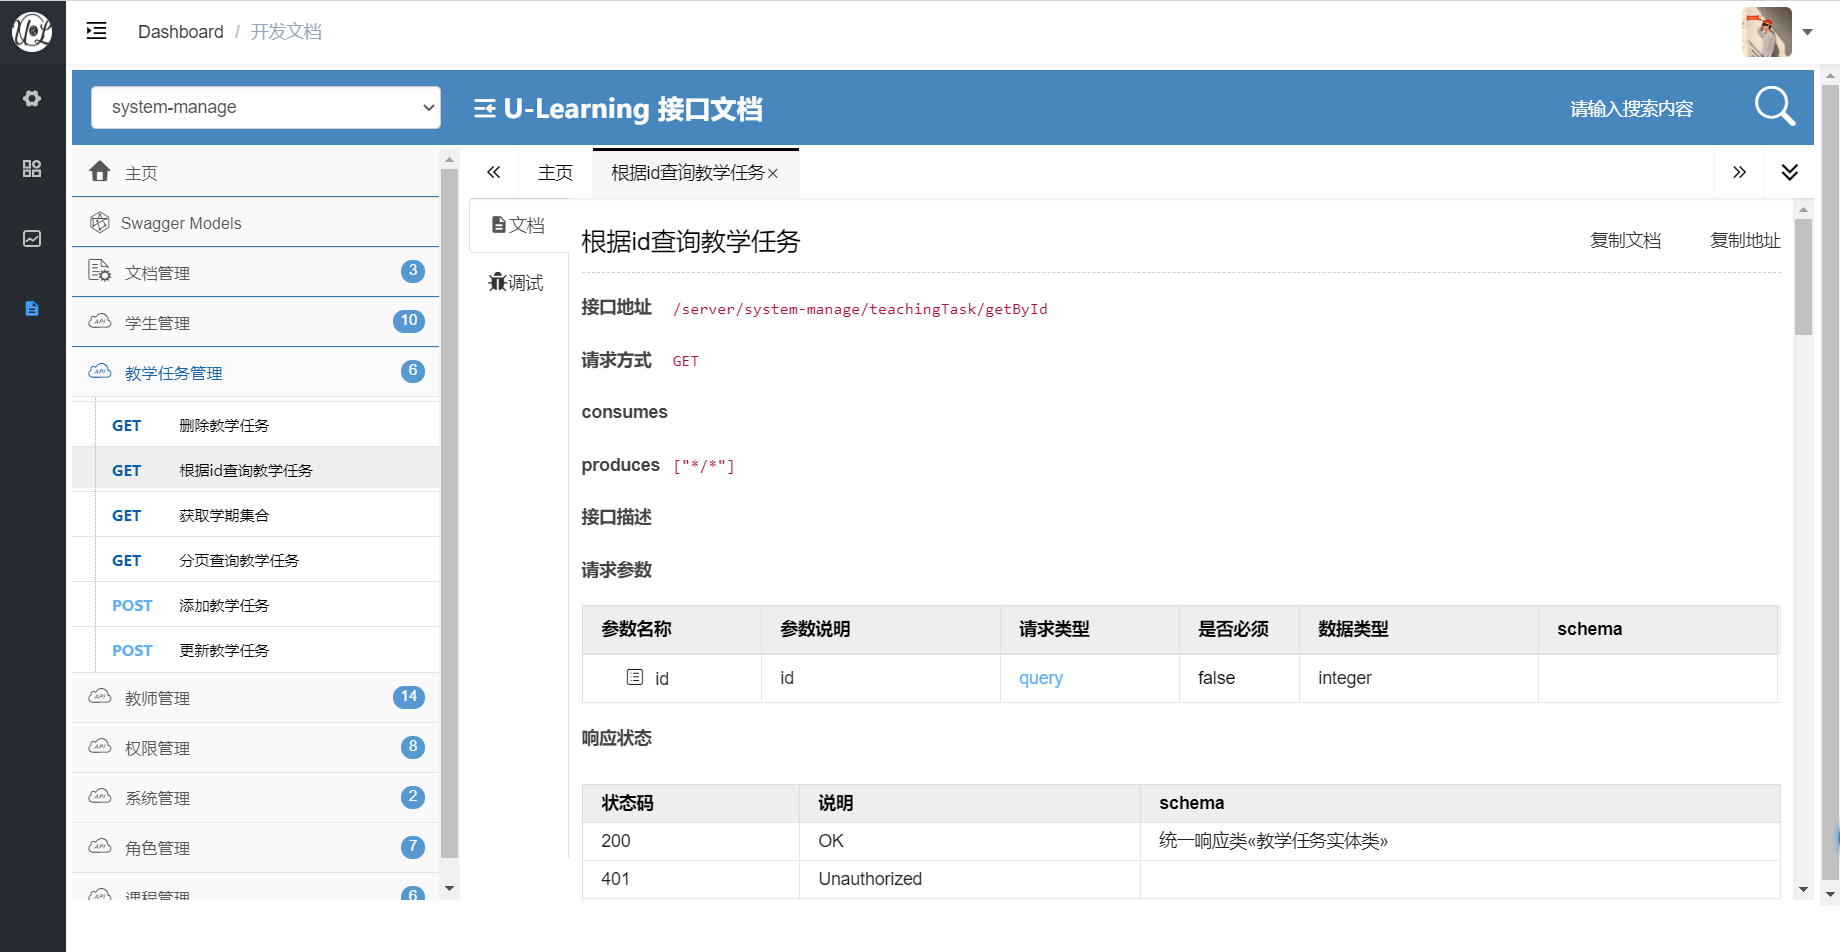 Dashboard / 开发文档
system-manage
U-Learning 接口文档
请输入搜索内容
主页
Swagger Models
文档管理 3
学生管理 10
教学任务管理 6
GET 删除教学任务
GET 根据id查询教学任务
GET 获取学期集合
GET 分页查询教学任务
POST 添加教学任务
POST 更新教学任务
教师管理 14
权限管理 8
系统管理 2
角色管理 7
课程管理 6
主页 根据id查询教学任务×
文档
调试
根据id查询教学任务 复制文档 复制地址
接口地址 /server/system-manage/teachingTask/getById
请求方式 GET
consumes
produces ["*/*"]
接口描述
请求参数
参数名称 参数说明 请求类型 是否必须 数据类型 schema
id id query false integer
响应状态
状态码 说明 schema
200 OK 统一响应类«教学任务实体类»
401 Unauthorized